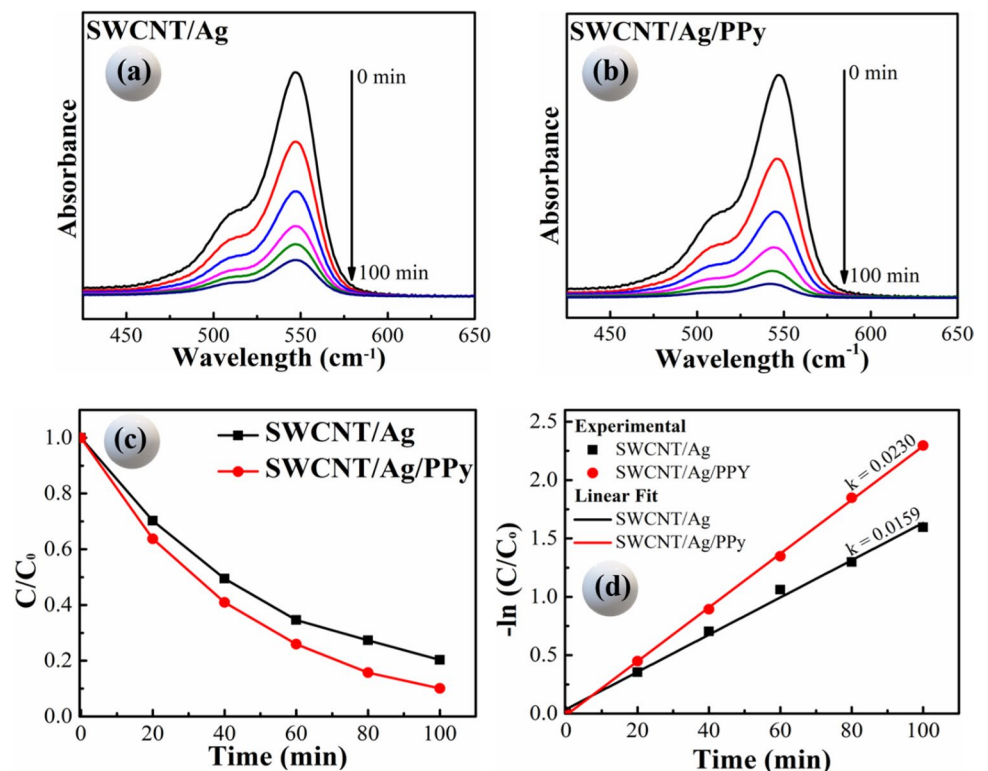 SWCNT/Ag
(a)
0 min
100 min
Absorbance
450 500 550 600 650
Wavelength (cm⁻¹)
SWCNT/Ag/PPy
(b)
0 min
100 min
Absorbance
450 500 550 600 650
Wavelength (cm⁻¹)
(c)
SWCNT/Ag
SWCNT/Ag/PPy
C/C₀
1.0
0.8
0.6
0.4
0.2
0.0
0 20 40 60 80 100
Time (min)
Experimental
SWCNT/Ag
SWCNT/Ag/PPY
Linear Fit
SWCNT/Ag
SWCNT/Ag/PPy
k = 0.0230
k = 0.0159
(d)
-ln (C/C₀)
2.5
2.0
1.5
1.0
0.5
0.0
0 20 40 60 80 100
Time (min)